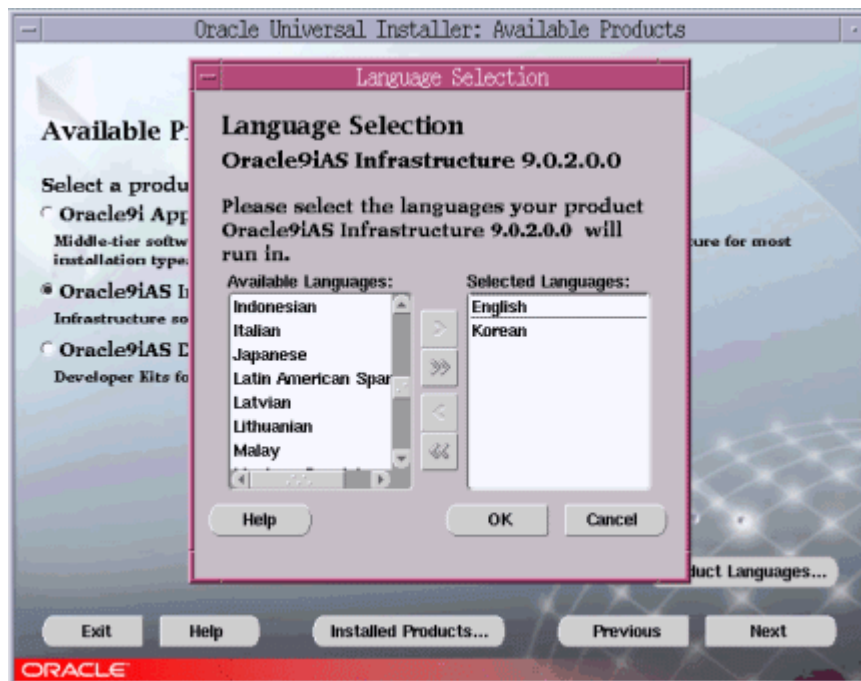 Oracle Universal Installer: Available Products
Language Selection
Available P
Select a produ
Oracle9i App
Middle-tier softw
ture for most
installation type
Oracle9iAS I
Infrastructure so
Oracle9iAS D
Developer Kits fo
Language Selection
Oracle9iAS Infrastructure 9.0.2.0.0
Please select the languages your product
Oracle9iAS Infrastructure 9.0.2.0.0 will
run in.
Available Languages:
Indonesian
Italian
Japanese
Latin American Span
Latvian
Lithuanian
Malay
Selected Languages:
English
Korean
Help
OK
Cancel
duct Languages...
Exit
Help
Installed Products...
Previous
Next
ORACLE